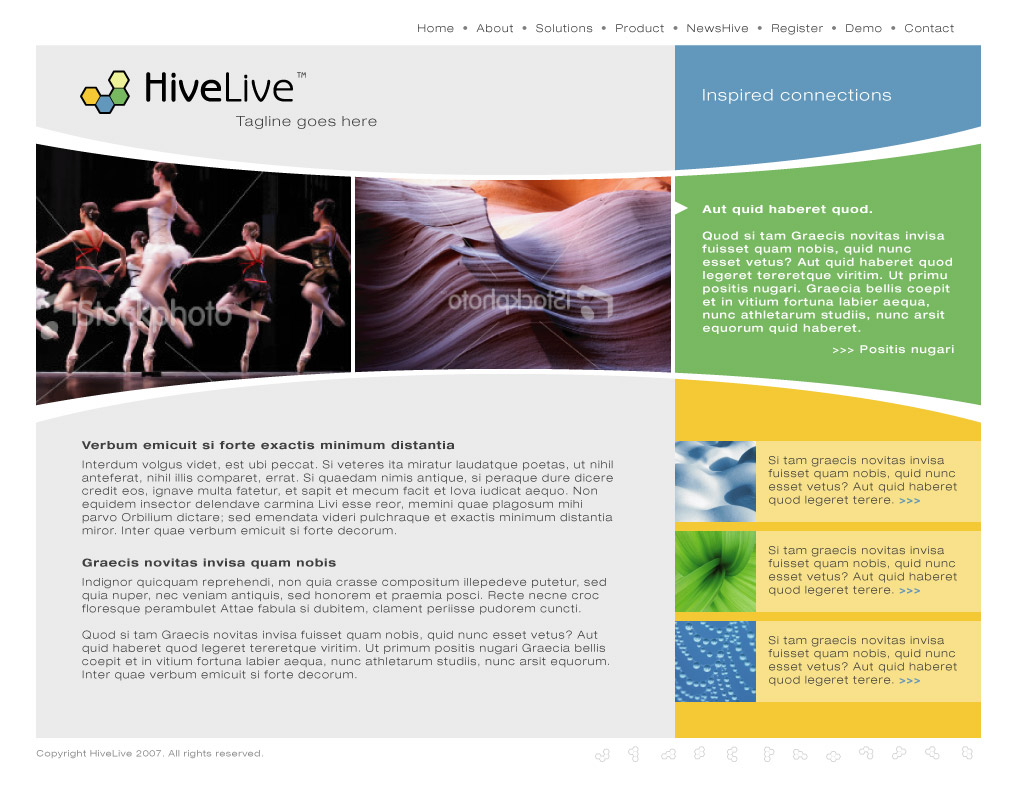 Home • About • Solutions • Product • NewsHive • Register • Demo • Contact
HiveLive™
Tagline goes here
Inspired connections
iStockphoto
iStockphoto
Aut quid haberet quod.
Quod si tam Graecis novitas invisa
fuisset quam nobis, quid nunc
esset vetus? Aut quid haberet quod
legeret tereretque viritim. Ut primu
positis nugari. Graecia bellis coepit
et in vitium fortuna labier aequa,
nunc athletarum studiis, nunc arsit
equorum quid haberet.
>>> Positis nugari
Verbum emicuit si forte exactis minimum distantia
Interdum volgus videt, est ubi peccat. Si veteres ita miratur laudatque poetas, ut nihil
anteferat, nihil illis comparet, errat. Si quaedam nimis antique, si peraque dure dicere
credit eos, ignave multa fatetur, et sapit et mecum facit et Iova iudicat aequo. Non
equidem insector delendave carmina Livi esse reor, memini quae plagosum mihi
parvo Orbilium dictare; sed emendata videri pulchraque et exactis minimum distantia
miror. Inter quae verbum emicuit si forte decorum.
Graecis novitas invisa quam nobis
Indignor quicquam reprehendi, non quia crasse compositum illepedeve putetur, sed
quia nuper, nec veniam antiquis, sed honorem et praemia posci. Recte necne croc
floresque perambulet Attae fabula si dubitem, clament periisse pudorem cuncti.
Quod si tam Graecis novitas invisa fuisset quam nobis, quid nunc esset vetus? Aut
quid haberet quod legeret tereretque viritim. Ut primum positis nugari Graecia bellis
coepit et in vitium fortuna labier aequa, nunc athletarum studiis, nunc arsit equorum.
Inter quae verbum emicuit si forte decorum.
Si tam graecis novitas invisa
fuisset quam nobis, quid nunc
esset vetus? Aut quid haberet
quod legeret terere. >>>
Si tam graecis novitas invisa
fuisset quam nobis, quid nunc
esset vetus? Aut quid haberet
quod legeret terere. >>>
Si tam graecis novitas invisa
fuisset quam nobis, quid nunc
esset vetus? Aut quid haberet
quod legeret terere. >>>
Copyright HiveLive 2007. All rights reserved.